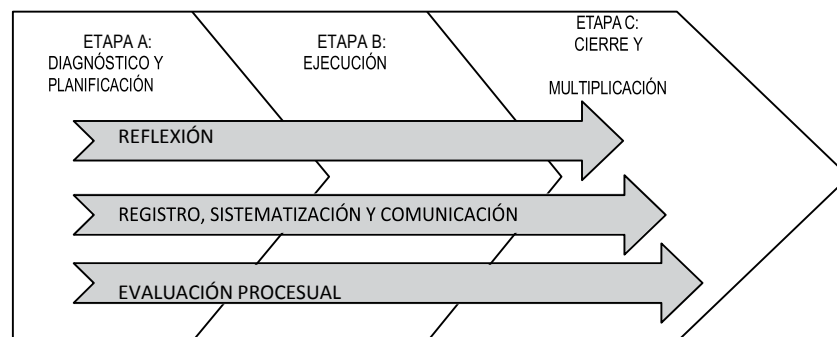 ETAPA A:
DIAGNÓSTICO Y
PLANIFICACIÓN
ETAPA B:
EJECUCIÓN
ETAPA C:
CIERRE Y
MULTIPLICACIÓN
REFLEXIÓN
REGISTRO, SISTEMATIZACIÓN Y COMUNICACIÓN
EVALUACIÓN PROCESUAL